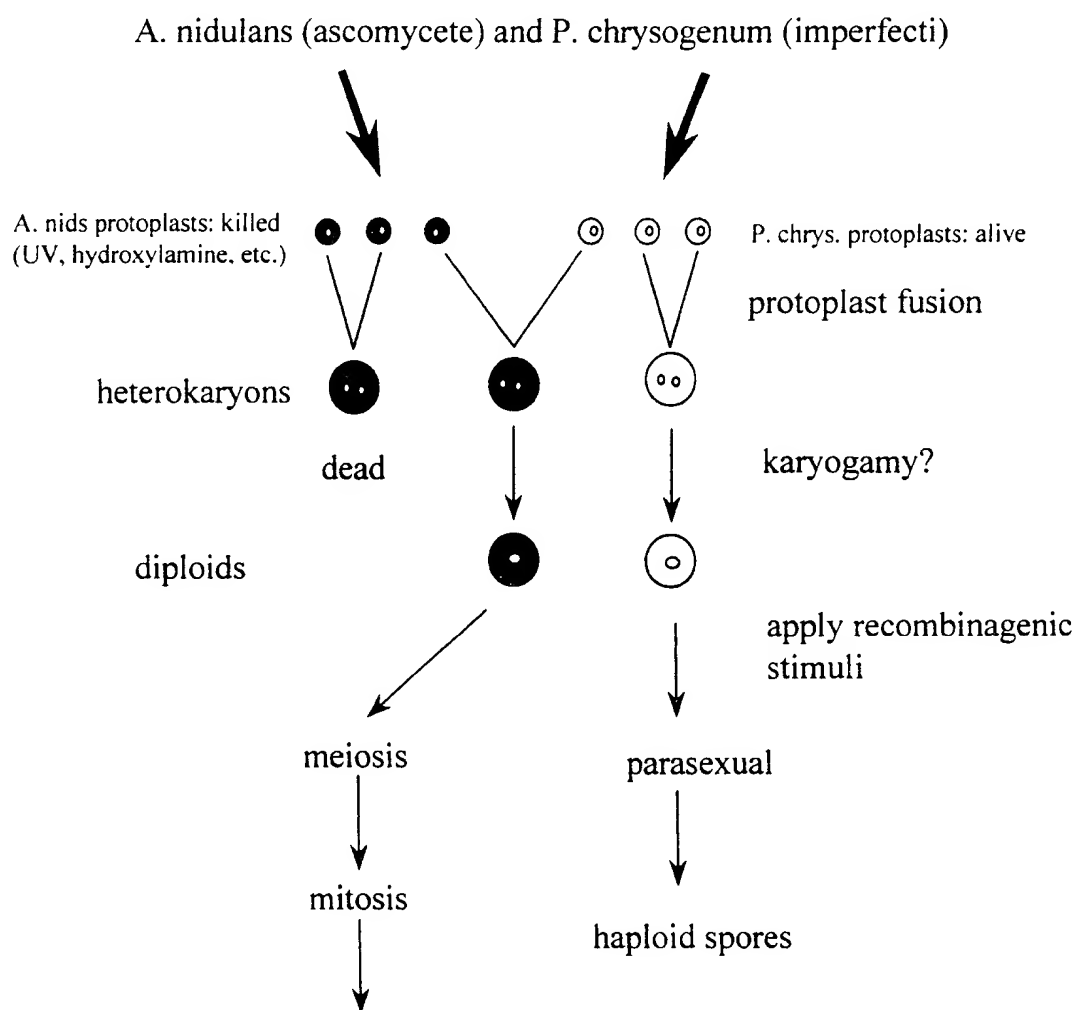 A. nidulans (ascomycete) and P. chrysogenum (imperfecti)
A. nids protoplasts: killed
(UV, hydroxylamine, etc.)
P. chrys. protoplasts: alive
protoplast fusion
heterokaryons
dead
karyogamy?
diploids
apply recombinagenic
stimuli
meiosis
parasexual
mitosis
haploid spores